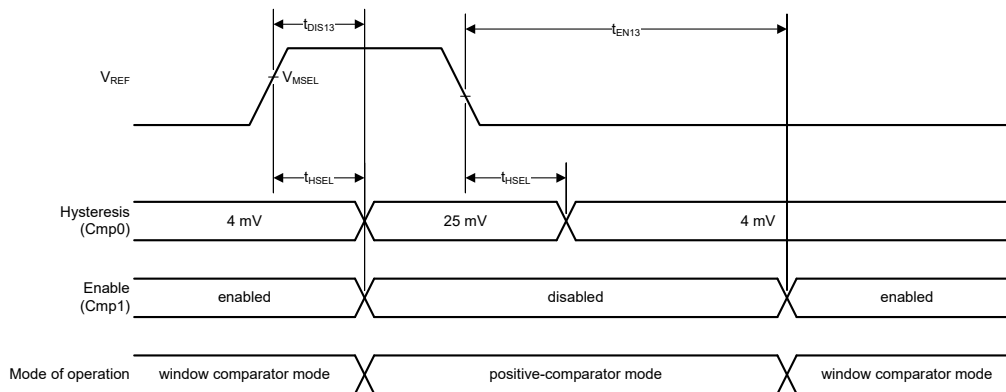 tDIS13
tEN13
VREF
VMSEL
tHSEL
tHSEL
Hysteresis
(Cmp0)
4 mV
25 mV
4 mV
Enable
(Cmp1)
enabled
disabled
enabled
Mode of operation
window comparator mode
positive-comparator mode
window comparator mode